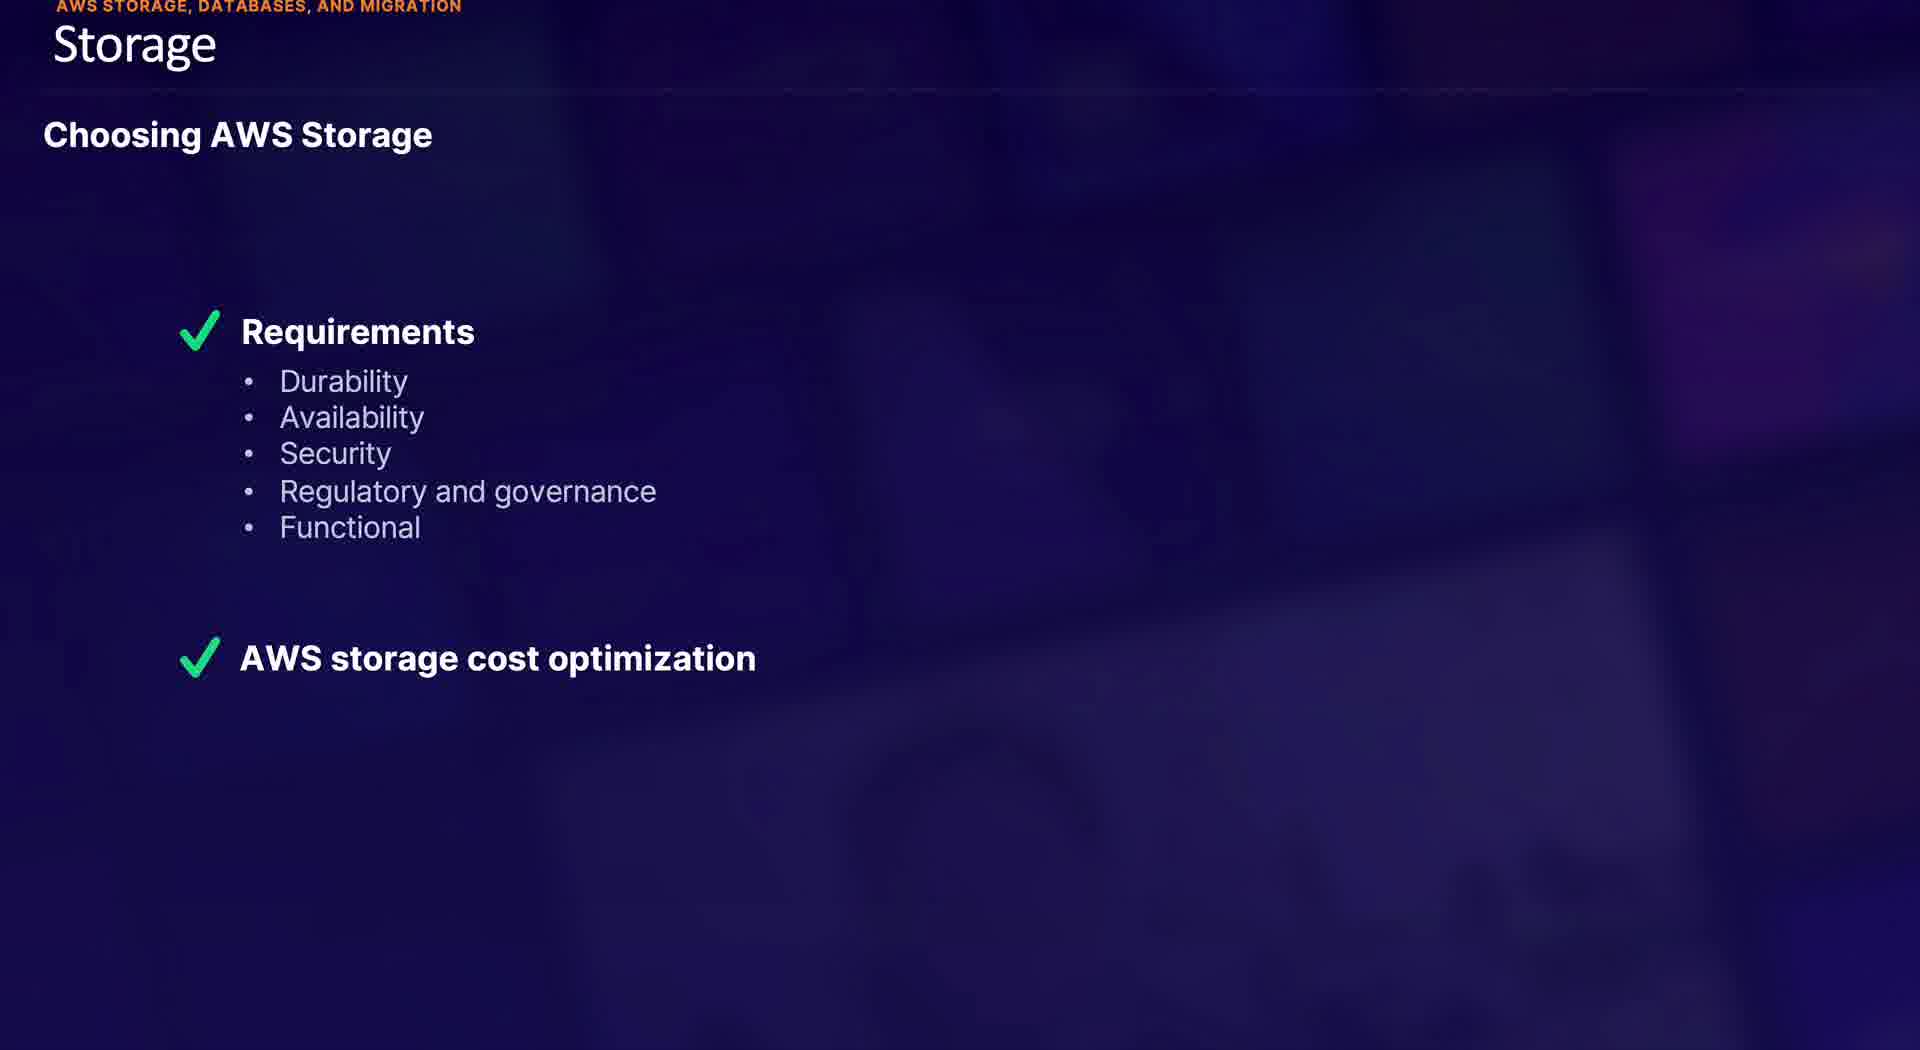 AWS STORAGE, DATABASES, AND MIGRATION
Storage
Choosing AWS Storage
Requirements
• Durability
• Availability
• Security
• Regulatory and governance
• Functional
AWS storage cost optimization